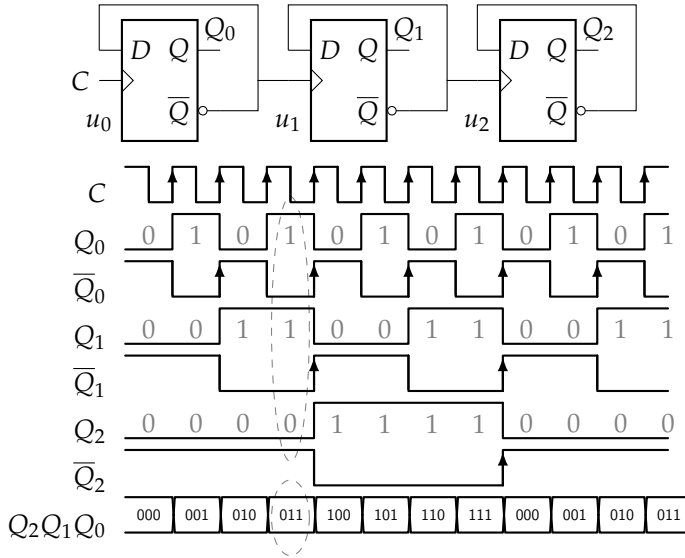 Q0 Q1 Q2
D Q D Q D Q
C
Q̅ Q̅ Q̅
u0 u1 u2
C
Q0 0 1 0 1 0 1 0 1 0 1 0 1
Q̅0
Q1 0 0 1 1 0 0 1 1 0 0 1 1
Q̅1
Q2 0 0 0 0 1 1 1 1 0 0 0 0
Q̅2
Q2Q1Q0 000 001 010 011 100 101 110 111 000 001 010 011